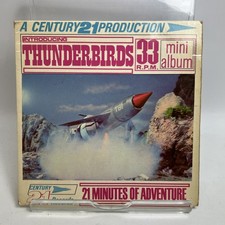 A CENTURY 21 PRODUCTION
INTRODUCING
THUNDERBIRDS
33 R.P.M.
mini album
CENTURY 21
21 MINUTES OF ADVENTURE